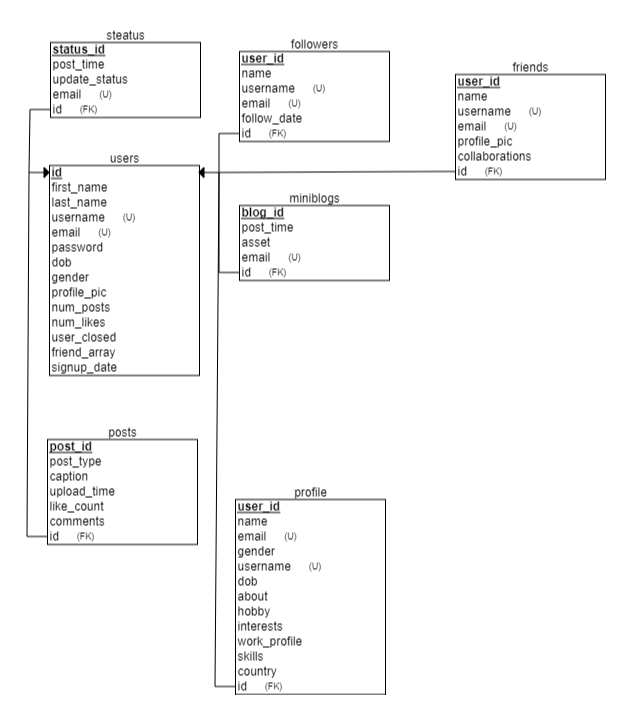 steatus
status_id
post_time
update_status
email (U)
id (FK)
followers
user_id
name
username (U)
email (U)
follow_date
id (FK)
friends
user_id
name
username (U)
email (U)
profile_pic
collaborations
id (FK)
users
id
first_name
last_name
username (U)
email (U)
password
dob
gender
profile_pic
num_posts
num_likes
user_closed
friend_array
signup_date
miniblogs
blog_id
post_time
asset
email (U)
id (FK)
posts
post_id
post_type
caption
upload_time
like_count
comments
id (FK)
profile
user_id
name
email (U)
gender
username (U)
dob
about
hobby
interests
work_profile
skills
country
id (FK)